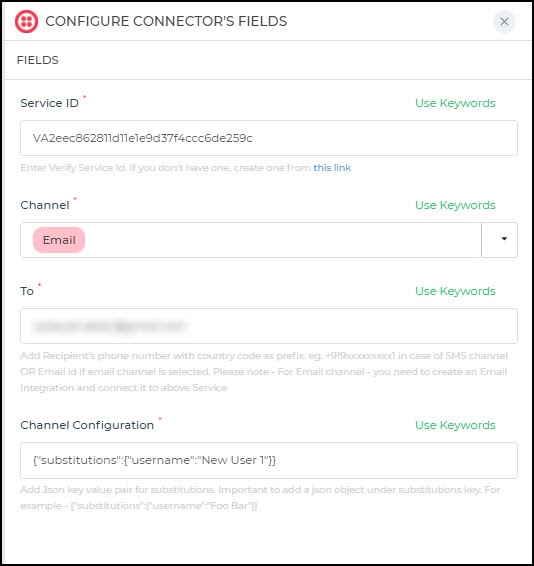 CONFIGURE CONNECTOR'S FIELDS
FIELDS
Service ID * Use Keywords
VA2eec862811d11e1e9d37f4ccc6de259c
Enter Verify Service Id. If you don't have one, create one from this link
Channel * Use Keywords
Email
To * Use Keywords
Add Recipient's phone number with country code as prefix. eg. +919xxxxxxxxx1 in case of SMS channel
OR Email id if email channel is selected. Please note - For Email channel - you need to create an Email
Integration and connect it to above Service
Channel Configuration * Use Keywords
{"substitutions":{"username":"New User 1"}}
Add Json key value pair for substitutions. Important to add a json object under substitutions key. For
example - {"substitutions":{"username":"Foo Bar"}}